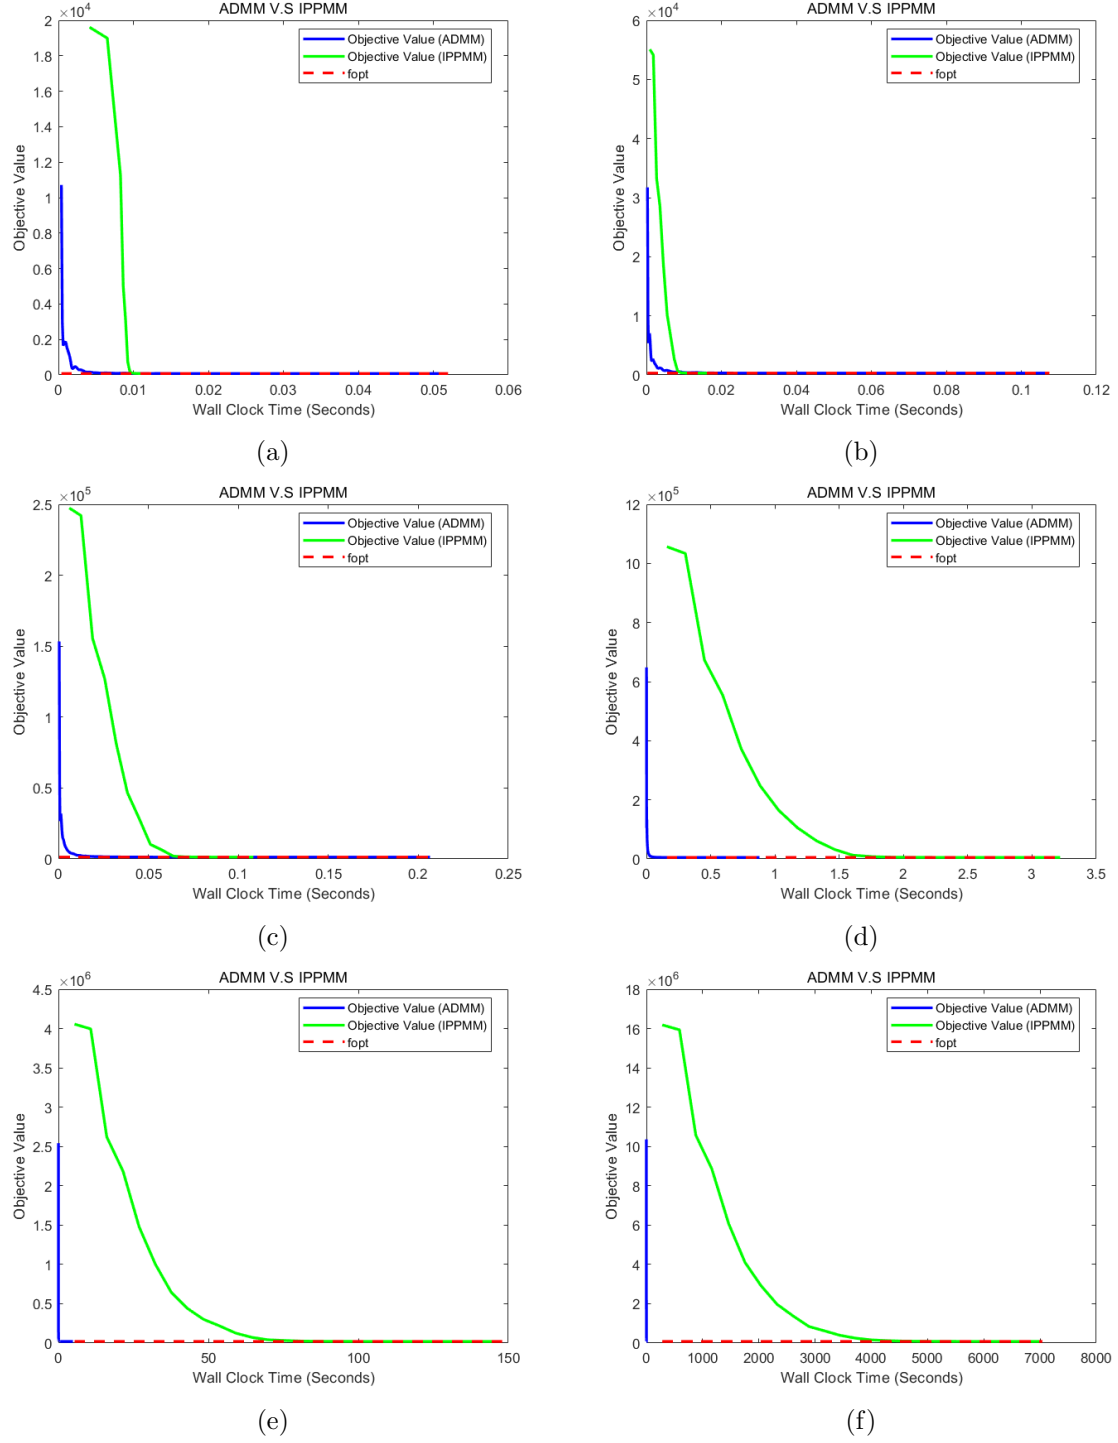 ADMM V.S IPPMM
×10^4
2
1.8
1.6
1.4
1.2
1
0.8
0.6
0.4
0.2
0
Objective Value
Objective Value (ADMM)
Objective Value (IPPMM)
fopt
0 0.01 0.02 0.03 0.04 0.05 0.06
Wall Clock Time (Seconds)
(a)
ADMM V.S IPPMM
×10^4
6
5
4
3
2
1
0
Objective Value
Objective Value (ADMM)
Objective Value (IPPMM)
fopt
0 0.02 0.04 0.06 0.08 0.1 0.12
Wall Clock Time (Seconds)
(b)
ADMM V.S IPPMM
×10^5
2.5
2
1.5
1
0.5
0
Objective Value
Objective Value (ADMM)
Objective Value (IPPMM)
fopt
0 0.05 0.1 0.15 0.2 0.25
Wall Clock Time (Seconds)
(c)
ADMM V.S IPPMM
×10^5
12
10
8
6
4
2
0
Objective Value
Objective Value (ADMM)
Objective Value (IPPMM)
fopt
0 0.5 1 1.5 2 2.5 3 3.5
Wall Clock Time (Seconds)
(d)
ADMM V.S IPPMM
×10^6
4.5
4
3.5
3
2.5
2
1.5
1
0.5
0
Objective Value
Objective Value (ADMM)
Objective Value (IPPMM)
fopt
0 50 100 150
Wall Clock Time (Seconds)
(e)
ADMM V.S IPPMM
×10^6
18
16
14
12
10
8
6
4
2
0
Objective Value
Objective Value (ADMM)
Objective Value (IPPMM)
fopt
0 1000 2000 3000 4000 5000 6000 7000 8000
Wall Clock Time (Seconds)
(f)